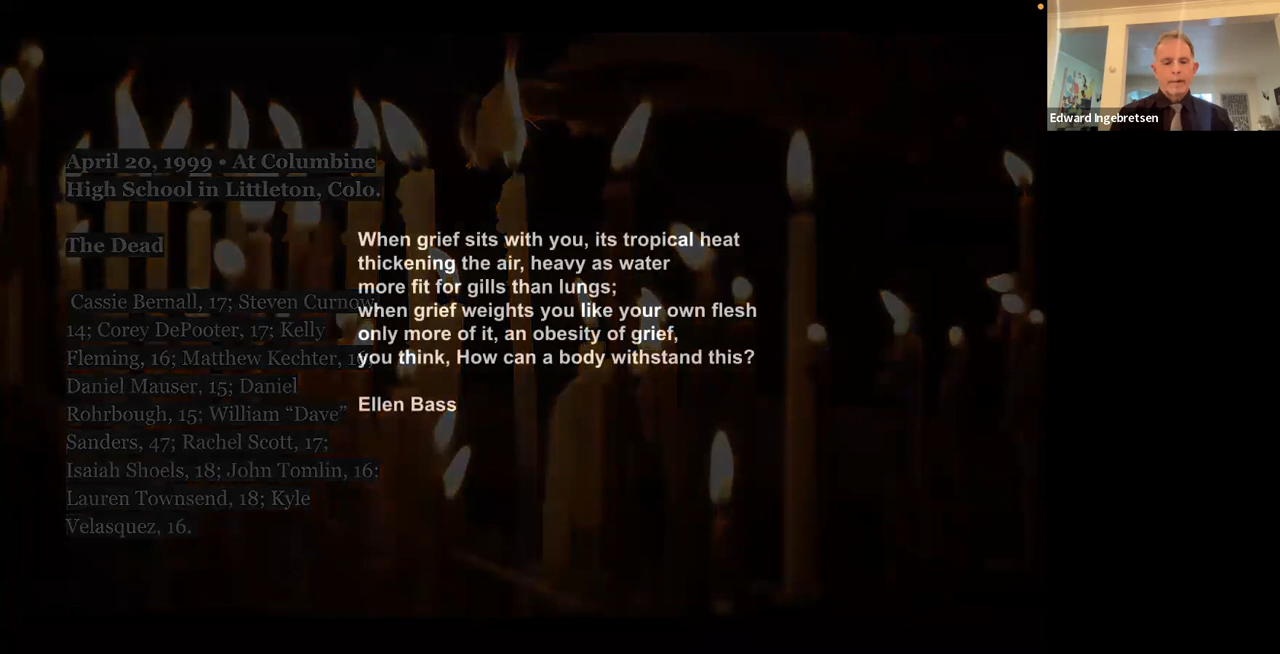 April 20, 1999 • At Columbine
High School in Littleton, Colo.
The Dead
Cassie Bernall, 17; Steven Curnow,
14; Corey DePooter, 17; Kelly
Fleming, 16; Matthew Kechter,
Daniel Mauser, 15; Daniel
Rohrbough, 15; William “Dave”
Sanders, 47; Rachel Scott, 17;
Isaiah Shoels, 18; John Tomlin, 16;
Lauren Townsend, 18; Kyle
Velasquez, 16.
When grief sits with you, its tropical heat
thickening the air, heavy as water
more fit for gills than lungs;
when grief weights you like your own flesh
only more of it, an obesity of grief,
you think, How can a body withstand this?
Ellen Bass
Edward Ingebretsen